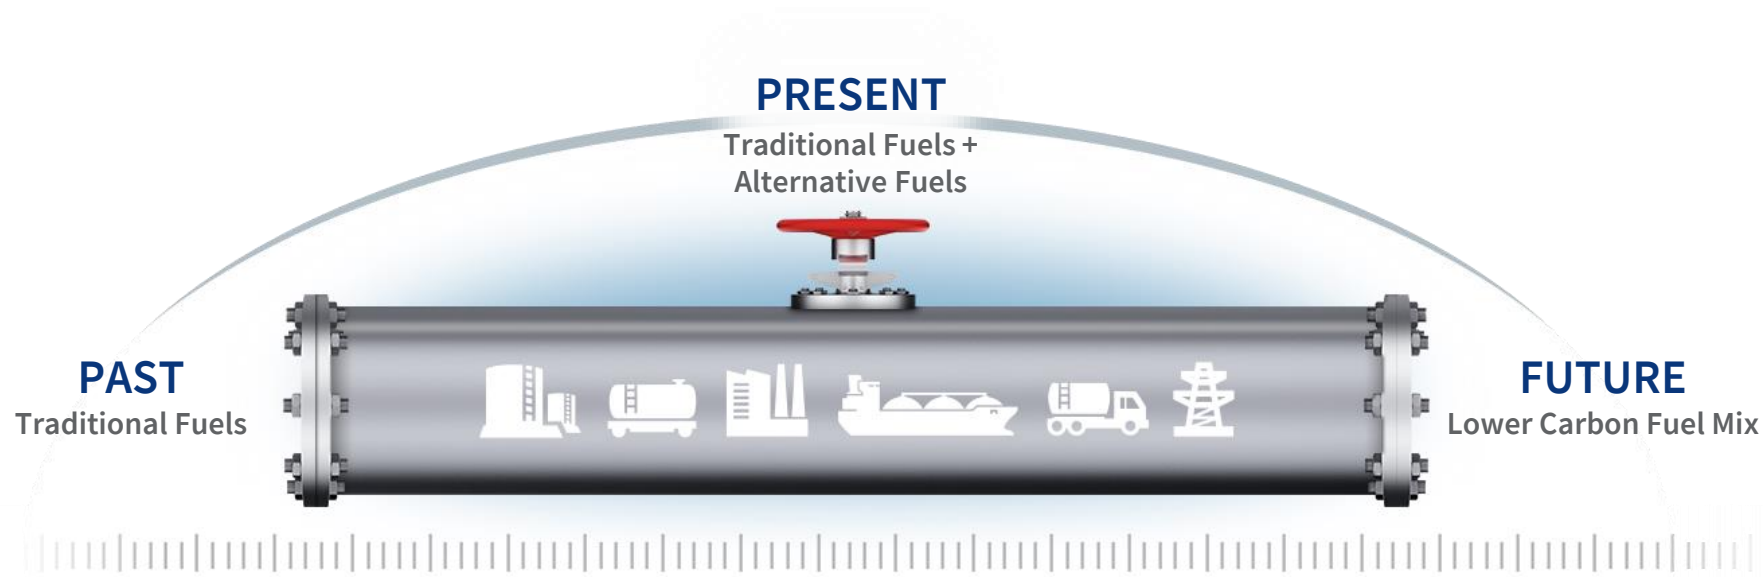 PRESENT
Traditional Fuels +
Alternative Fuels
PAST
Traditional Fuels
FUTURE
Lower Carbon Fuel Mix